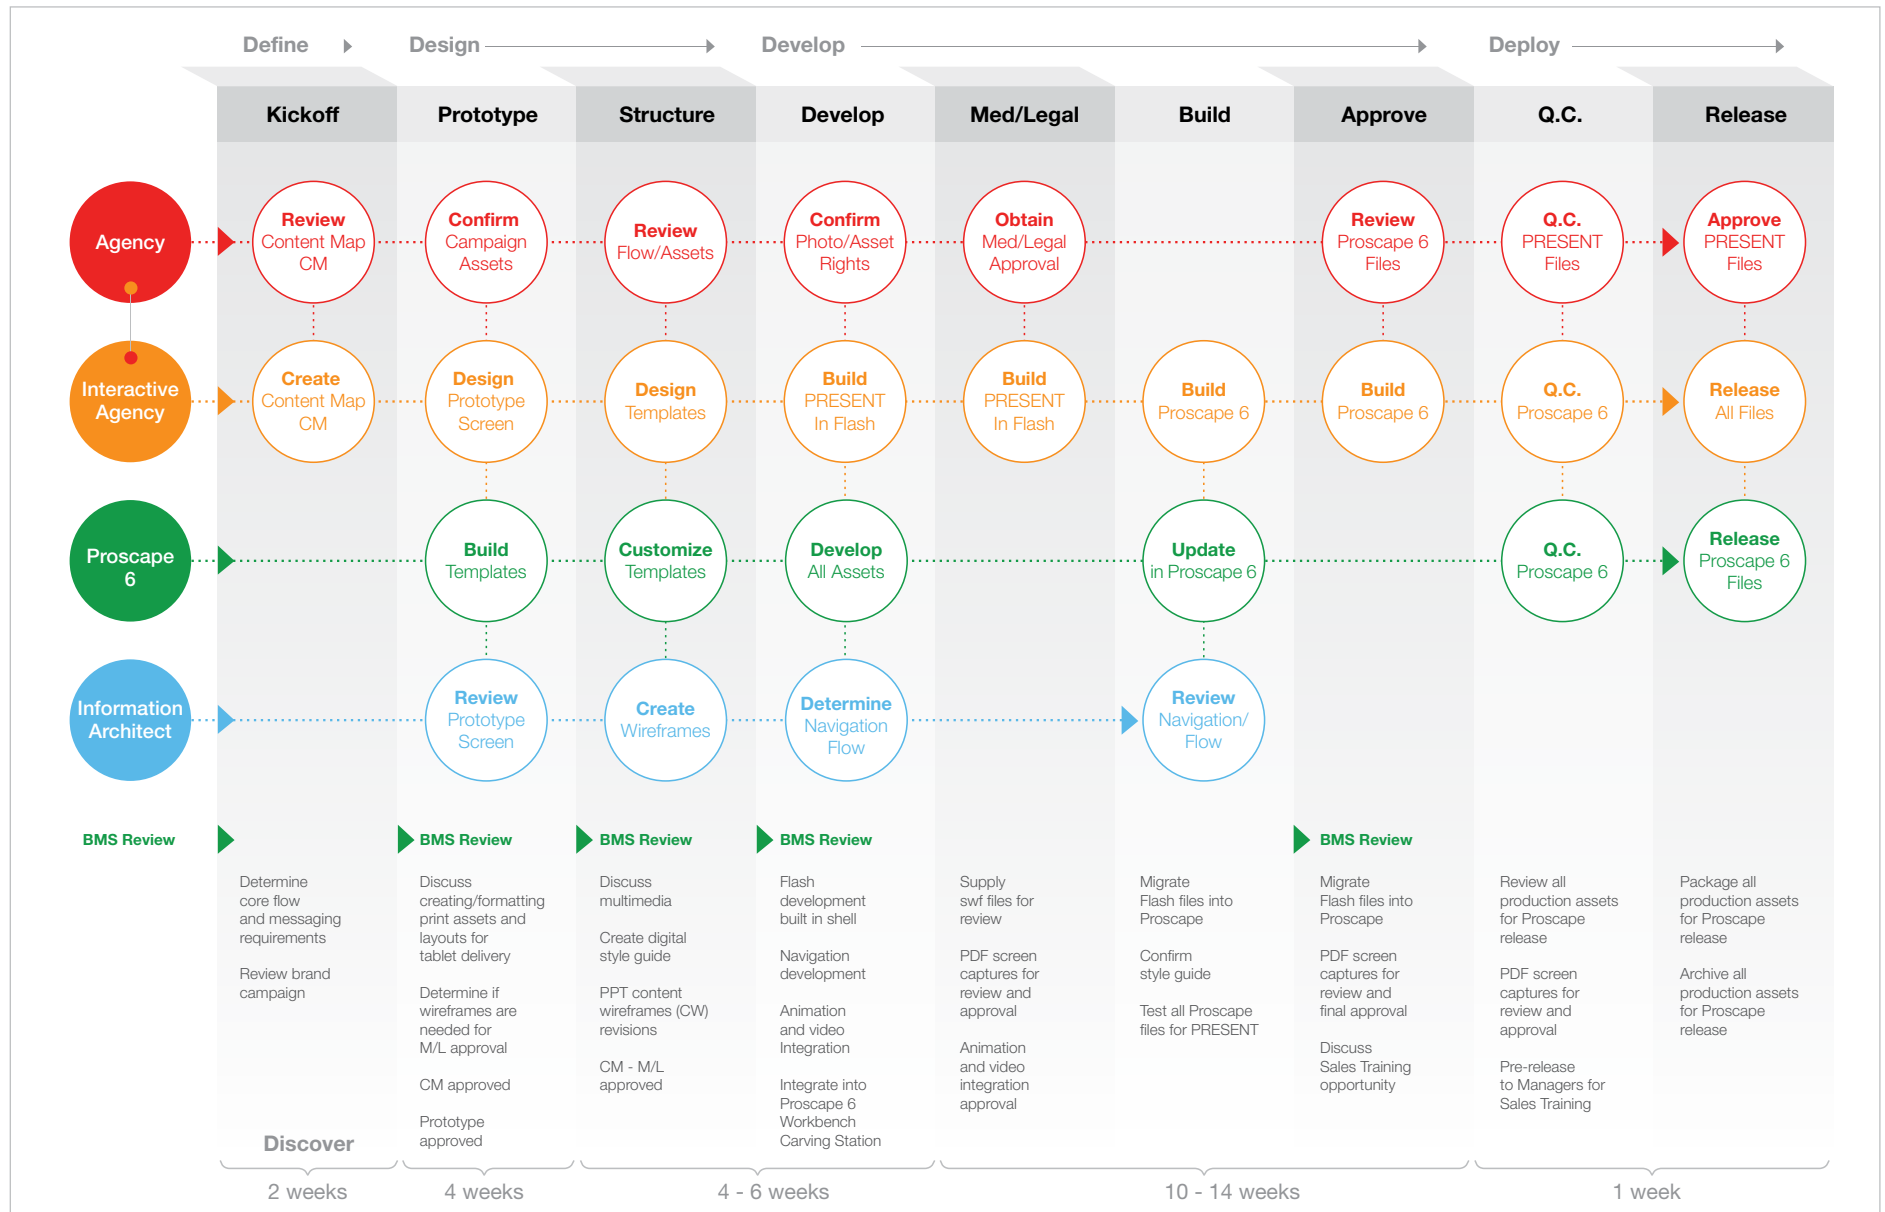 Define
Design
Develop
Deploy
Kickoff
Prototype
Structure
Develop
Med/Legal
Build
Approve
Q.C.
Release
Agency
Review
Content Map
CM
Confirm
Campaign
Assets
Review
Flow/Assets
Confirm
Photo/Asset
Rights
Obtain
Med/Legal
Approval
Review
Proscape 6
Files
Q.C.
PRESENT
Files
Approve
PRESENT
Files
Interactive
Agency
Create
Content Map
CM
Design
Prototype
Screen
Design
Templates
Build
PRESENT
In Flash
Build
PRESENT
In Flash
Build
Proscape 6
Build
Proscape 6
Q.C.
Proscape 6
Release
All Files
Proscape
6
Build
Templates
Customize
Templates
Develop
All Assets
Update
in Proscape 6
Q.C.
Proscape 6
Release
Proscape 6
Files
Information
Architect
Review
Prototype
Screen
Create
Wireframes
Determine
Navigation
Flow
Review
Navigation/
Flow
BMS Review
BMS Review
BMS Review
BMS Review
BMS Review
Determine
core flow
and messaging
requirements
Review brand
campaign
Discuss
creating/formatting
print assets and
layouts for
tablet delivery
Determine if
wireframes are
needed for
M/L approval
CM approved
Prototype
approved
Discuss
multimedia
Create digital
style guide
PPT content
wireframes (CW)
revisions
CM - M/L
approved
Flash
development
built in shell
Navigation
development
Animation
and video
Integration
Integrate into
Proscape 6
Workbench
Carving Station
Supply
swf files for
review
PDF screen
captures for
review and
approval
Animation
and video
integration
approval
Migrate
Flash files into
Proscape
Confirm
style guide
Test all Proscape
files for PRESENT
Migrate
Flash files into
Proscape
PDF screen
captures for
review and
final approval
Discuss
Sales Training
opportunity
Review all
production assets
for Proscape
release
PDF screen
captures for
review and
approval
Pre-release
to Managers for
Sales Training
Package all
production assets
for Proscape
release
Archive all
production assets
for Proscape
release
Discover
2 weeks
4 weeks
4 - 6 weeks
10 - 14 weeks
1 week